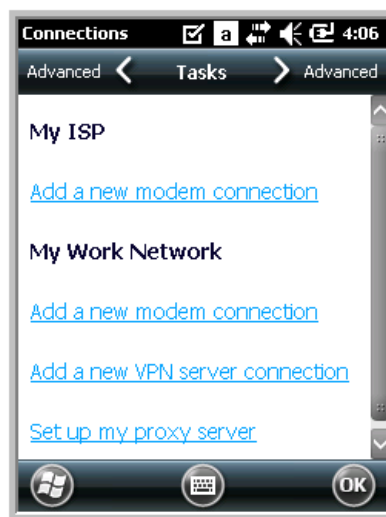 Connections a 4:06
Advanced Tasks Advanced
My ISP
Add a new modem connection
My Work Network
Add a new modem connection
Add a new VPN server connection
Set up my proxy server
OK